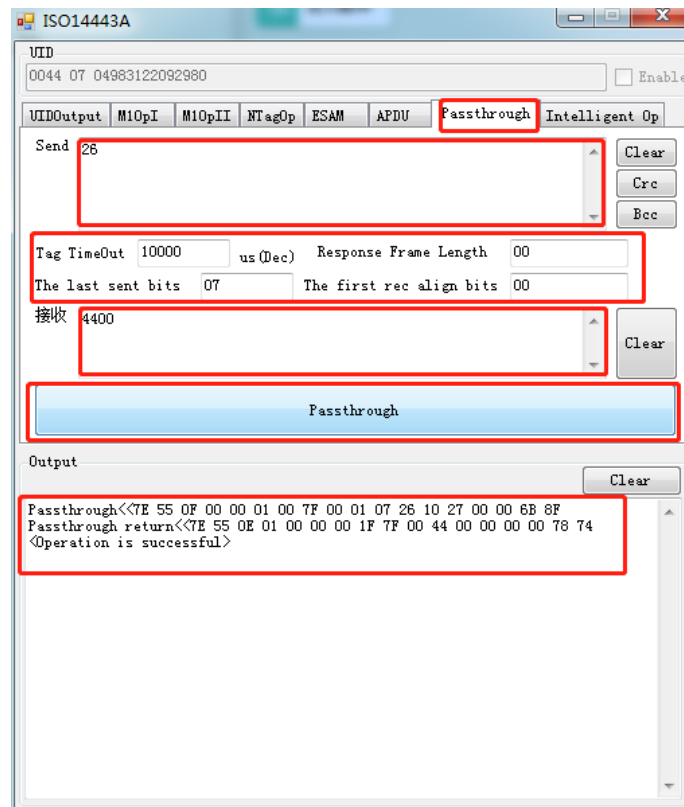 ISO14443A
UID
0044 07 04983122092980 Enable
UIDOutput M1OpI M1OpII NTagOp ESAM APDU Passthrough Intelligent Op
Send 26 Clear
Crc
Bcc
Tag TimeOut 10000 us(Dec) Response Frame Length 00
The last sent bits 07 The first rec align bits 00
接收 4400 Clear
Passthrough
Output
Clear
Passthrough<<7E 55 0F 00 00 01 00 7F 00 01 07 26 10 27 00 00 6B 8F
Passthrough return<<7E 55 0E 01 00 00 00 1F 7F 00 44 00 00 00 00 78 74
<Operation is successful>